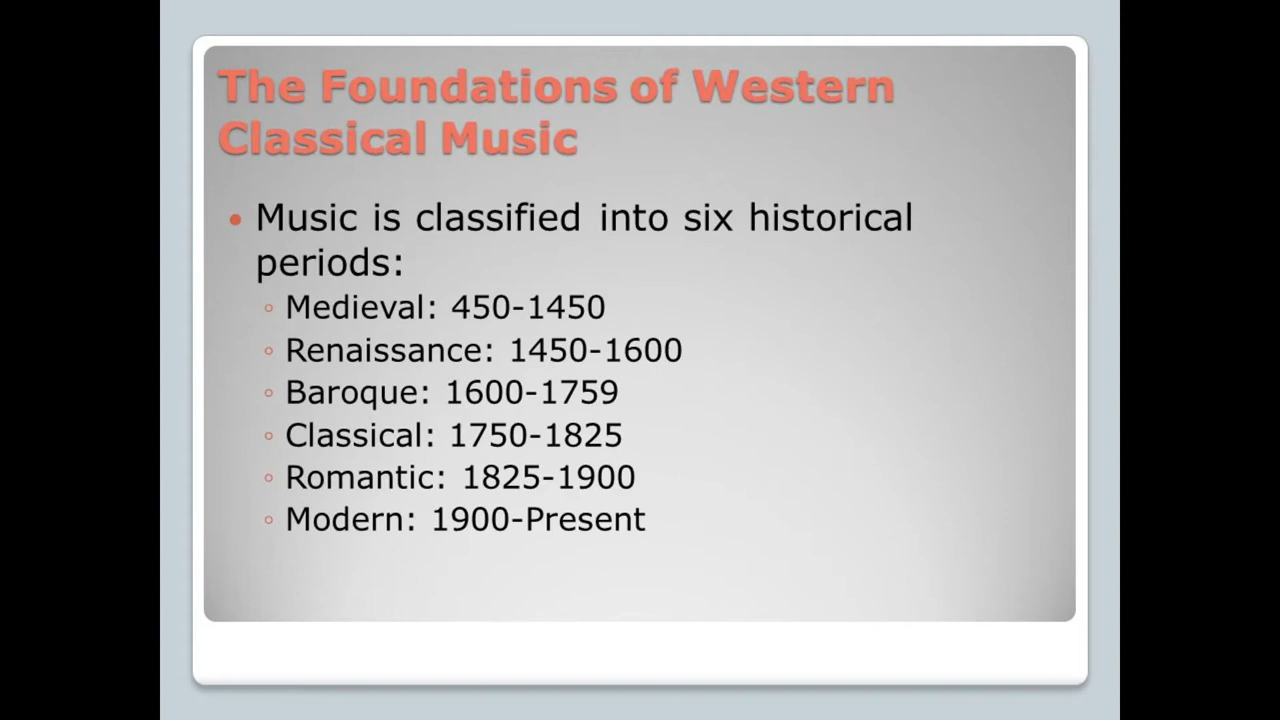 The Foundations of Western
Classical Music
• Music is classified into six historical
periods:
◦ Medieval: 450-1450
◦ Renaissance: 1450-1600
◦ Baroque: 1600-1759
◦ Classical: 1750-1825
◦ Romantic: 1825-1900
◦ Modern: 1900-Present